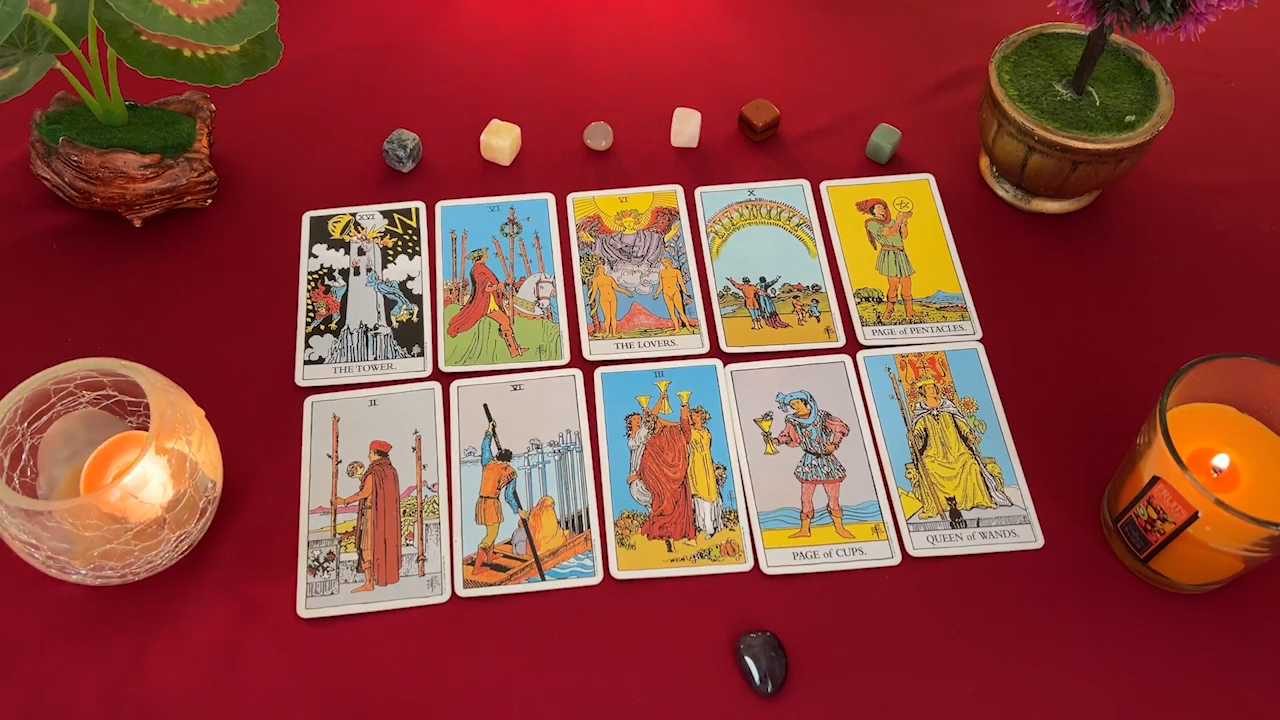 XVI
THE TOWER.
VI
VI
THE LOVERS.
X
PAGE of PENTACLES.
II
VI
III
PAGE of CUPS.
QUEEN of WANDS.
FRUITS